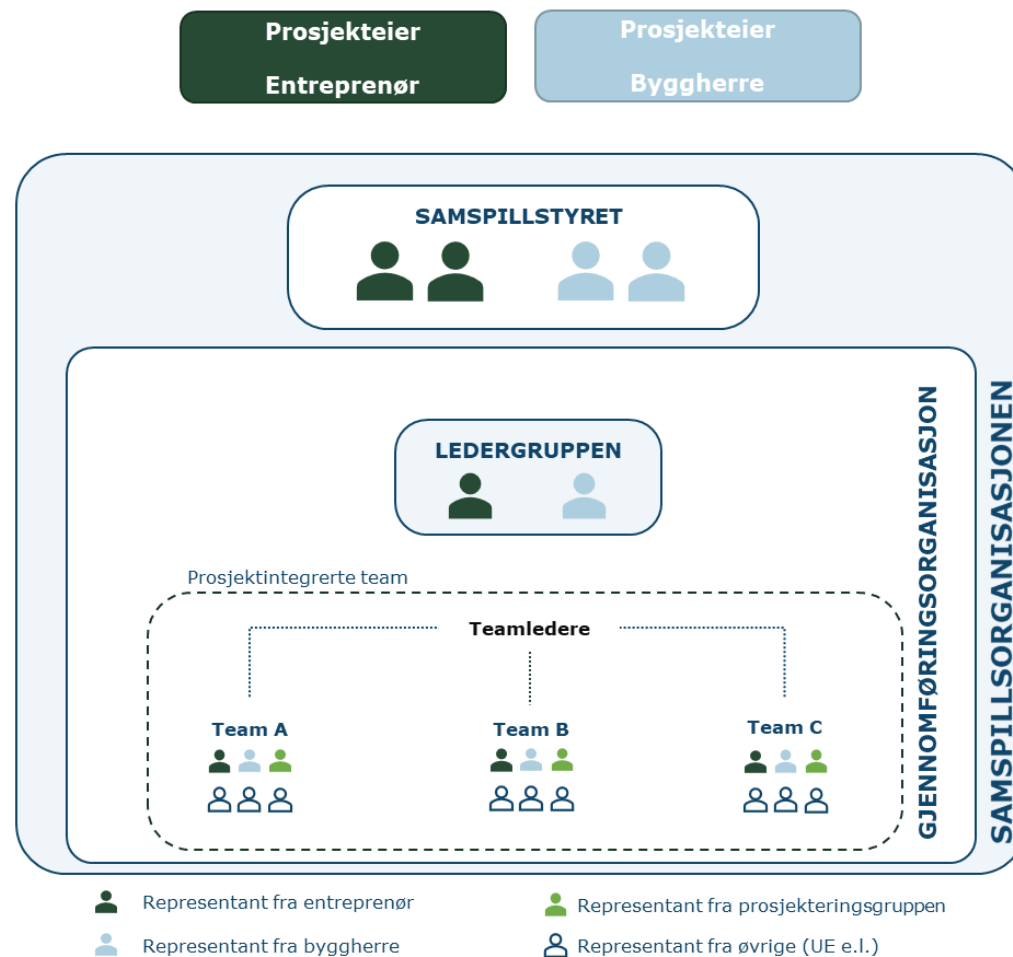 Prosjekteier
Entreprenør
Prosjekteier
Byggherre
SAMSPILLSTYRET
LEDERGRUPPEN
Prosjektintegrerte team
Teamledere
Team A
Team B
Team C
GJENNOMFØRINGSORGANISASJON
SAMSPILLSORGANISASJONEN
Representant fra entreprenør
Representant fra prosjekteringsgruppen
Representant fra byggherre
Representant fra øvrige (UE e.l.)